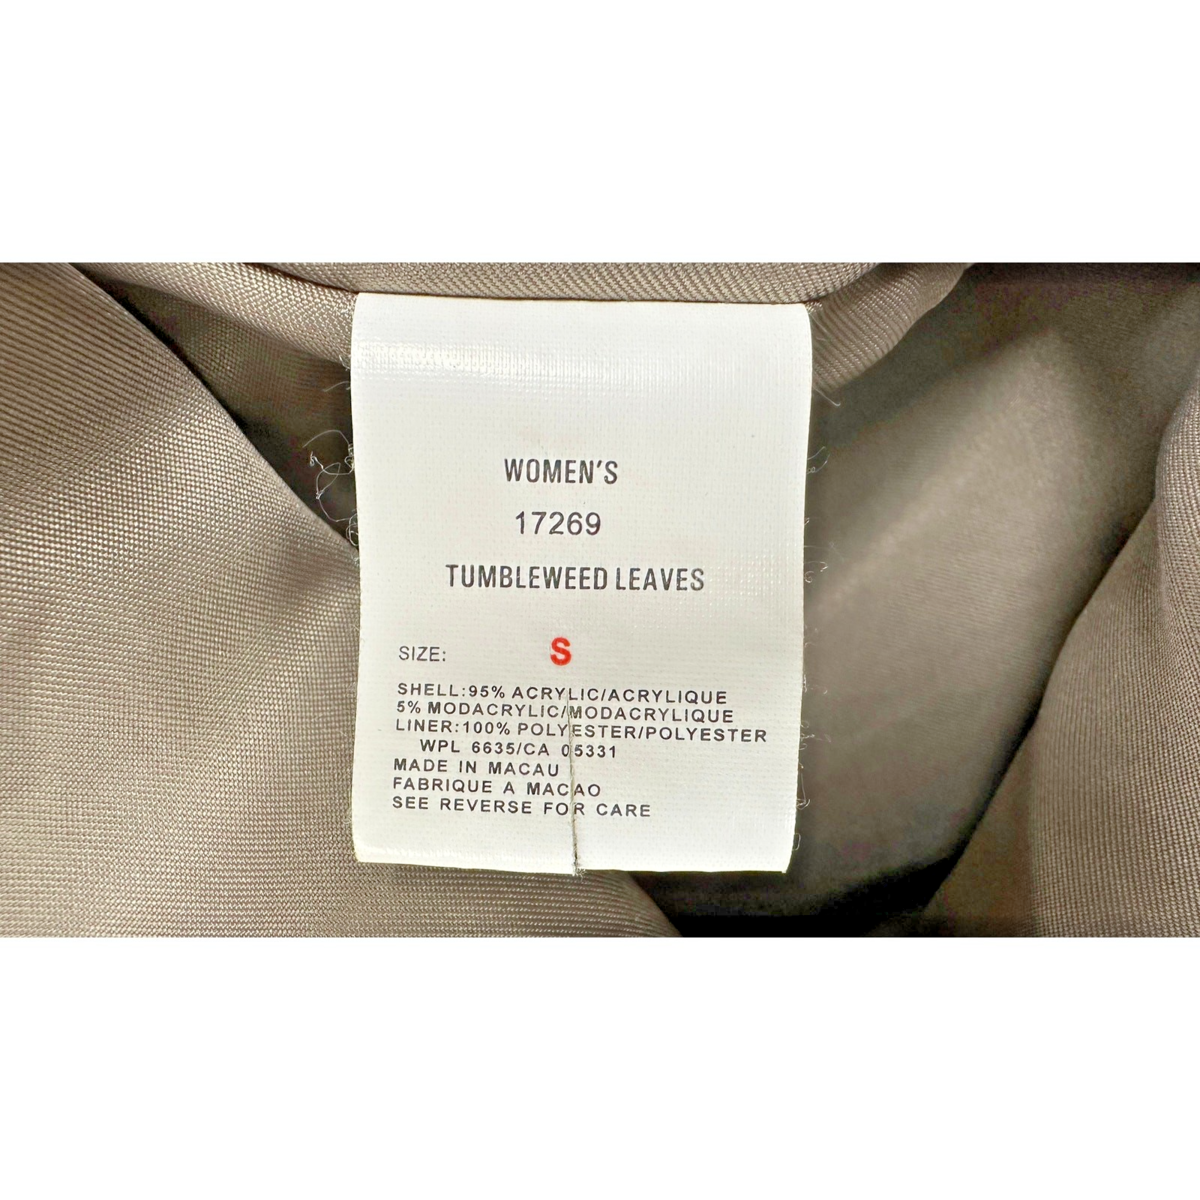 WOMEN'S
17269
TUMBLEWEED LEAVES
SIZE: S
SHELL:95% ACRYLIC/ACRYLIQUE
5% MODACRYLIC/MODACRYLIQUE
LINER:100% POLYESTER/POLYESTER
WPL 6635/CA 05331
MADE IN MACAU
FABRIQUE A MACAO
SEE REVERSE FOR CARE